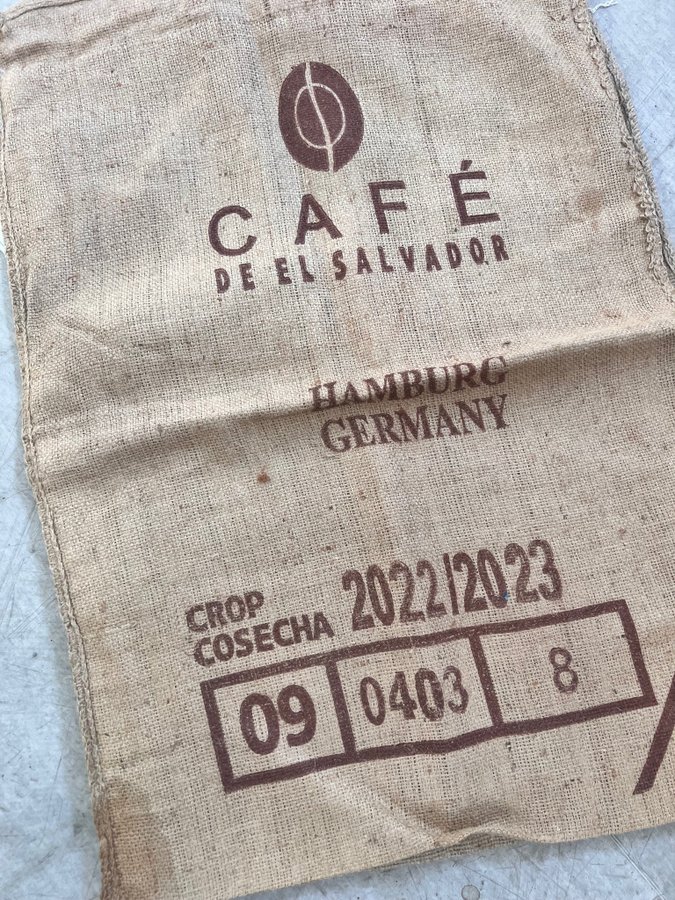 CAFÉ
DE EL SALVADOR
HAMBURG
GERMANY
CROP
COSECHA 2022/2023
09 0403 8